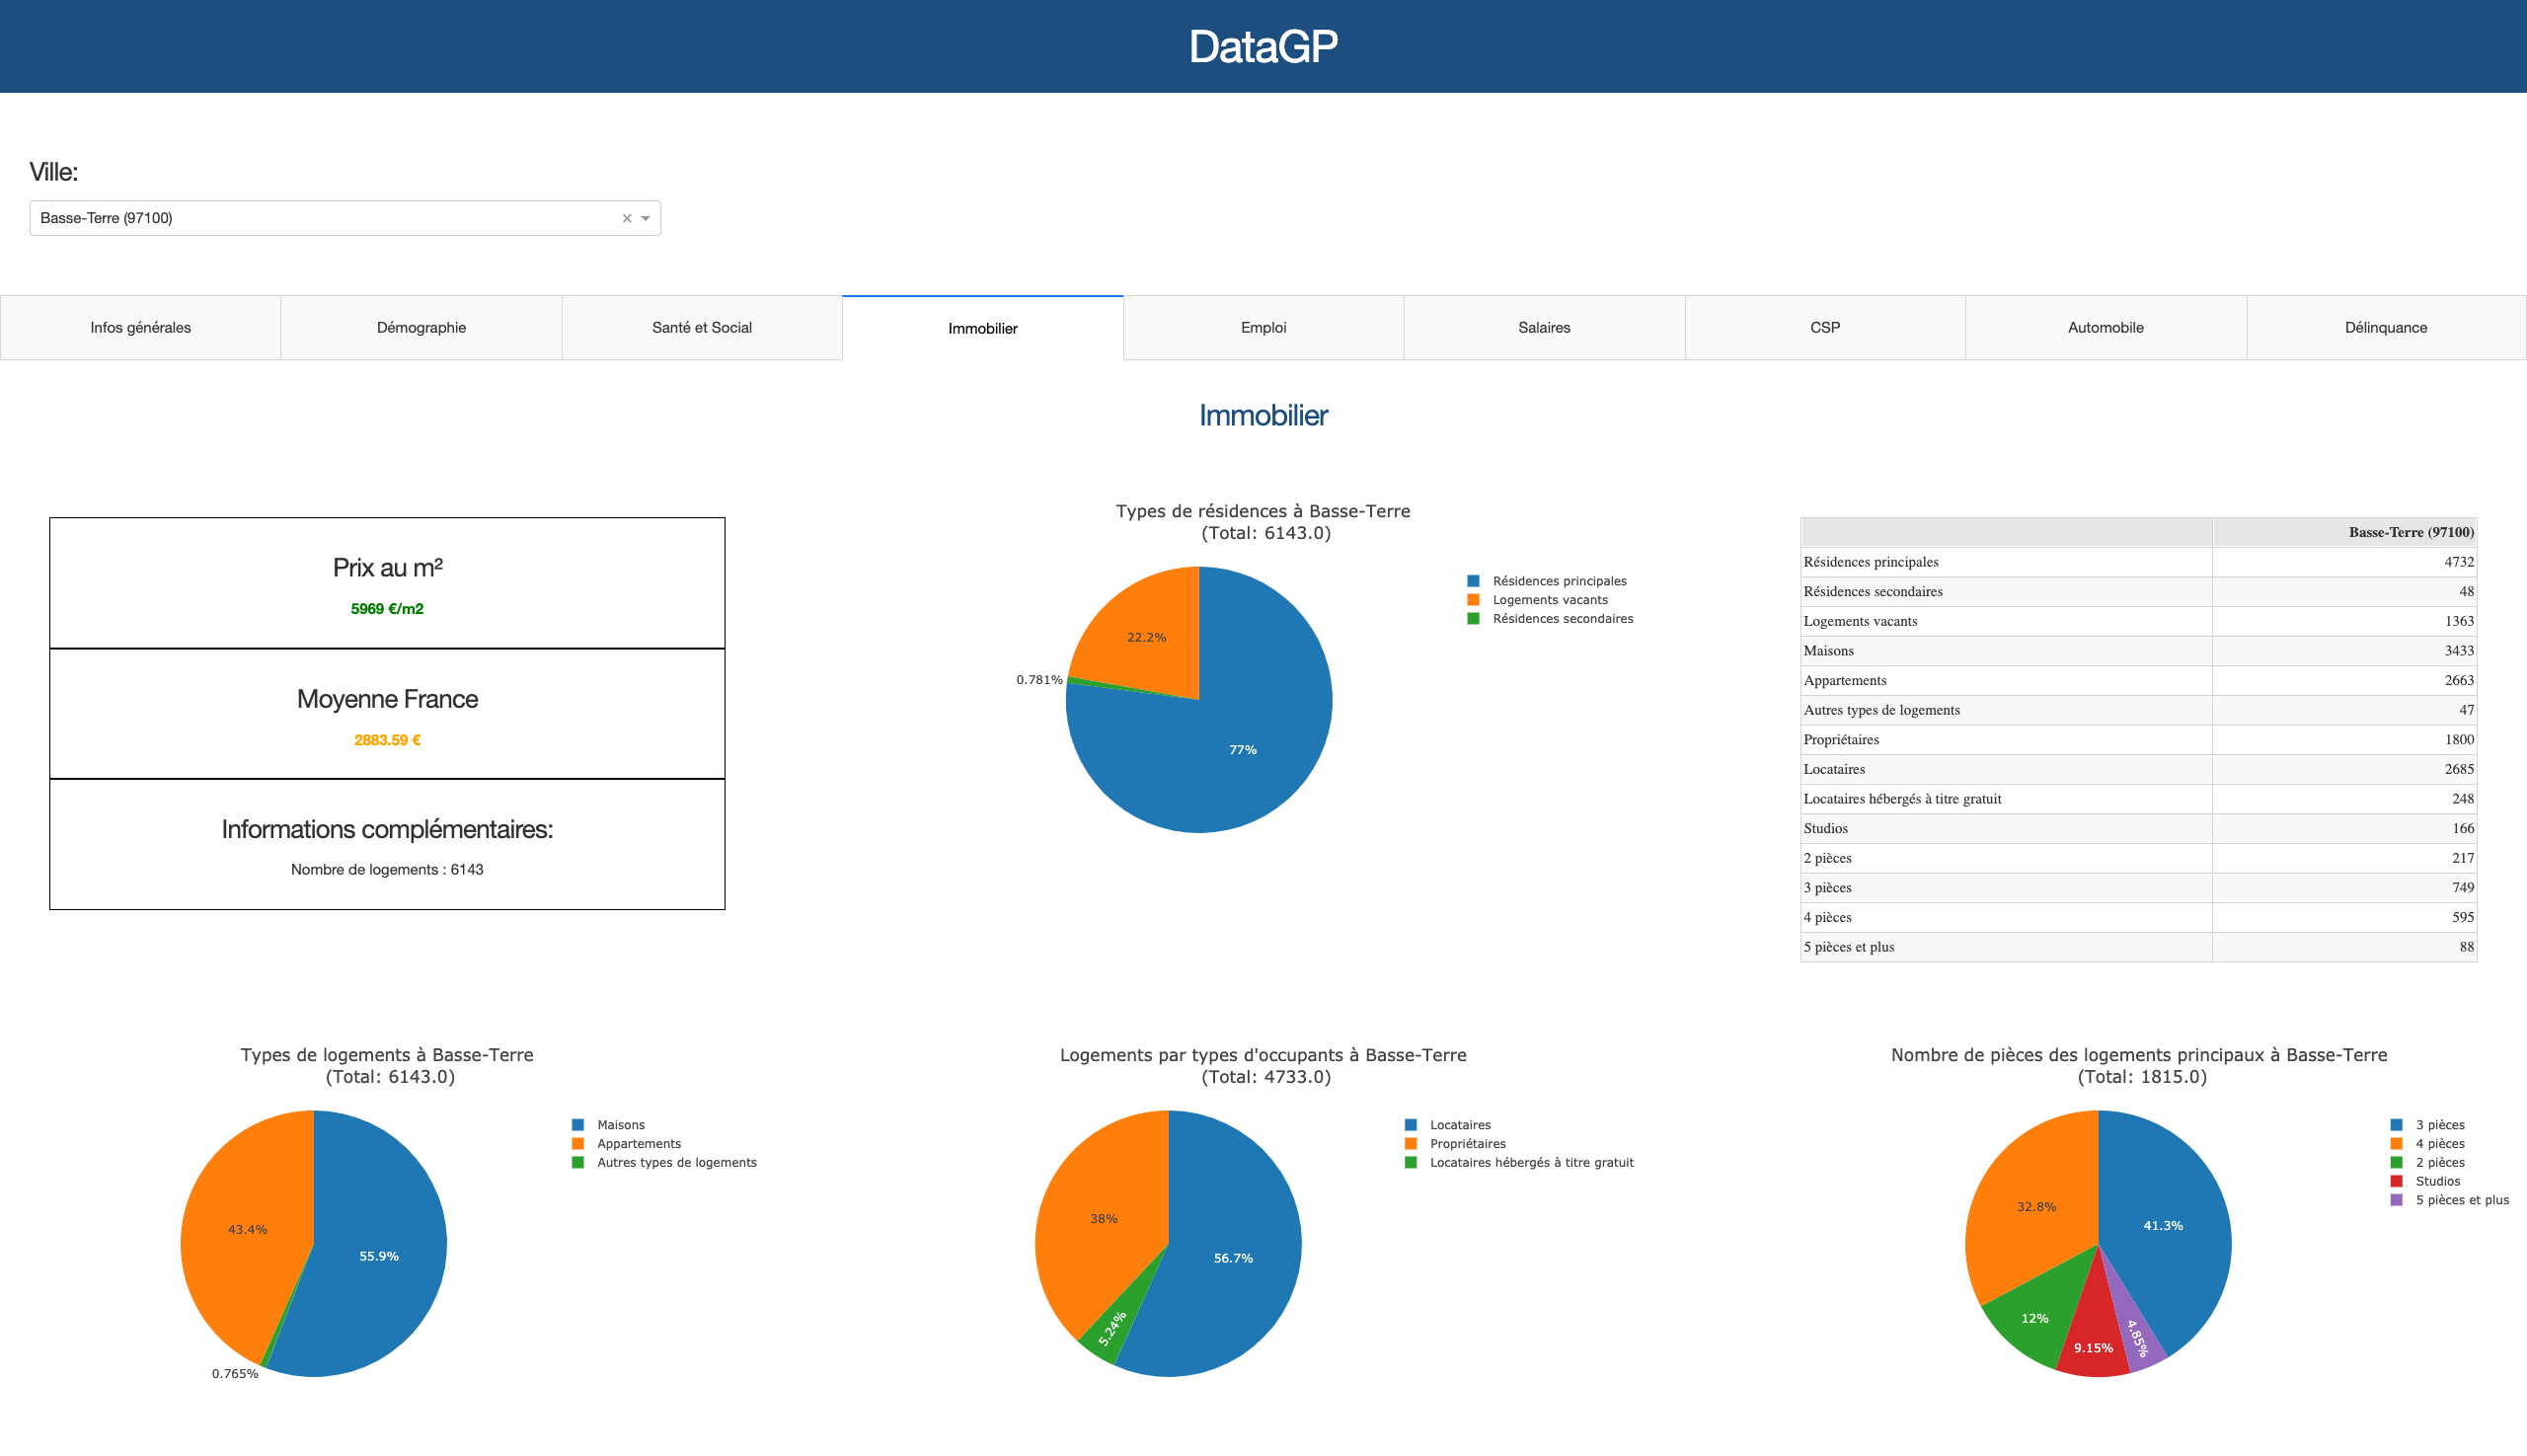 DataGP
Ville:
Basse-Terre (97100)
Infos générales
Démographie
Santé et Social
Immobilier
Emploi
Salaires
CSP
Automobile
Délinquance
Immobilier
Prix au m²
5969 €/m2
Moyenne France
2883.59 €
Informations complémentaires:
Nombre de logements : 6143
Types de résidences à Basse-Terre
(Total: 6143.0)
Résidences principales
Logements vacants
Résidences secondaires
22.2%
0.781%
77%
Basse-Terre (97100)
Résidences principales 4732
Résidences secondaires 48
Logements vacants 1363
Maisons 3433
Appartements 2663
Autres types de logements 47
Propriétaires 1800
Locataires 2685
Locataires hébergés à titre gratuit 248
Studios 166
2 pièces 217
3 pièces 749
4 pièces 595
5 pièces et plus 88
Types de logements à Basse-Terre
(Total: 6143.0)
Maisons
Appartements
Autres types de logements
43.4%
55.9%
0.765%
Logements par types d'occupants à Basse-Terre
(Total: 4733.0)
Locataires
Propriétaires
Locataires hébergés à titre gratuit
38%
56.7%
5.24%
Nombre de pièces des logements principaux à Basse-Terre
(Total: 1815.0)
3 pièces
4 pièces
2 pièces
Studios
5 pièces et plus
32.8%
41.3%
12%
9.15%
4.85%